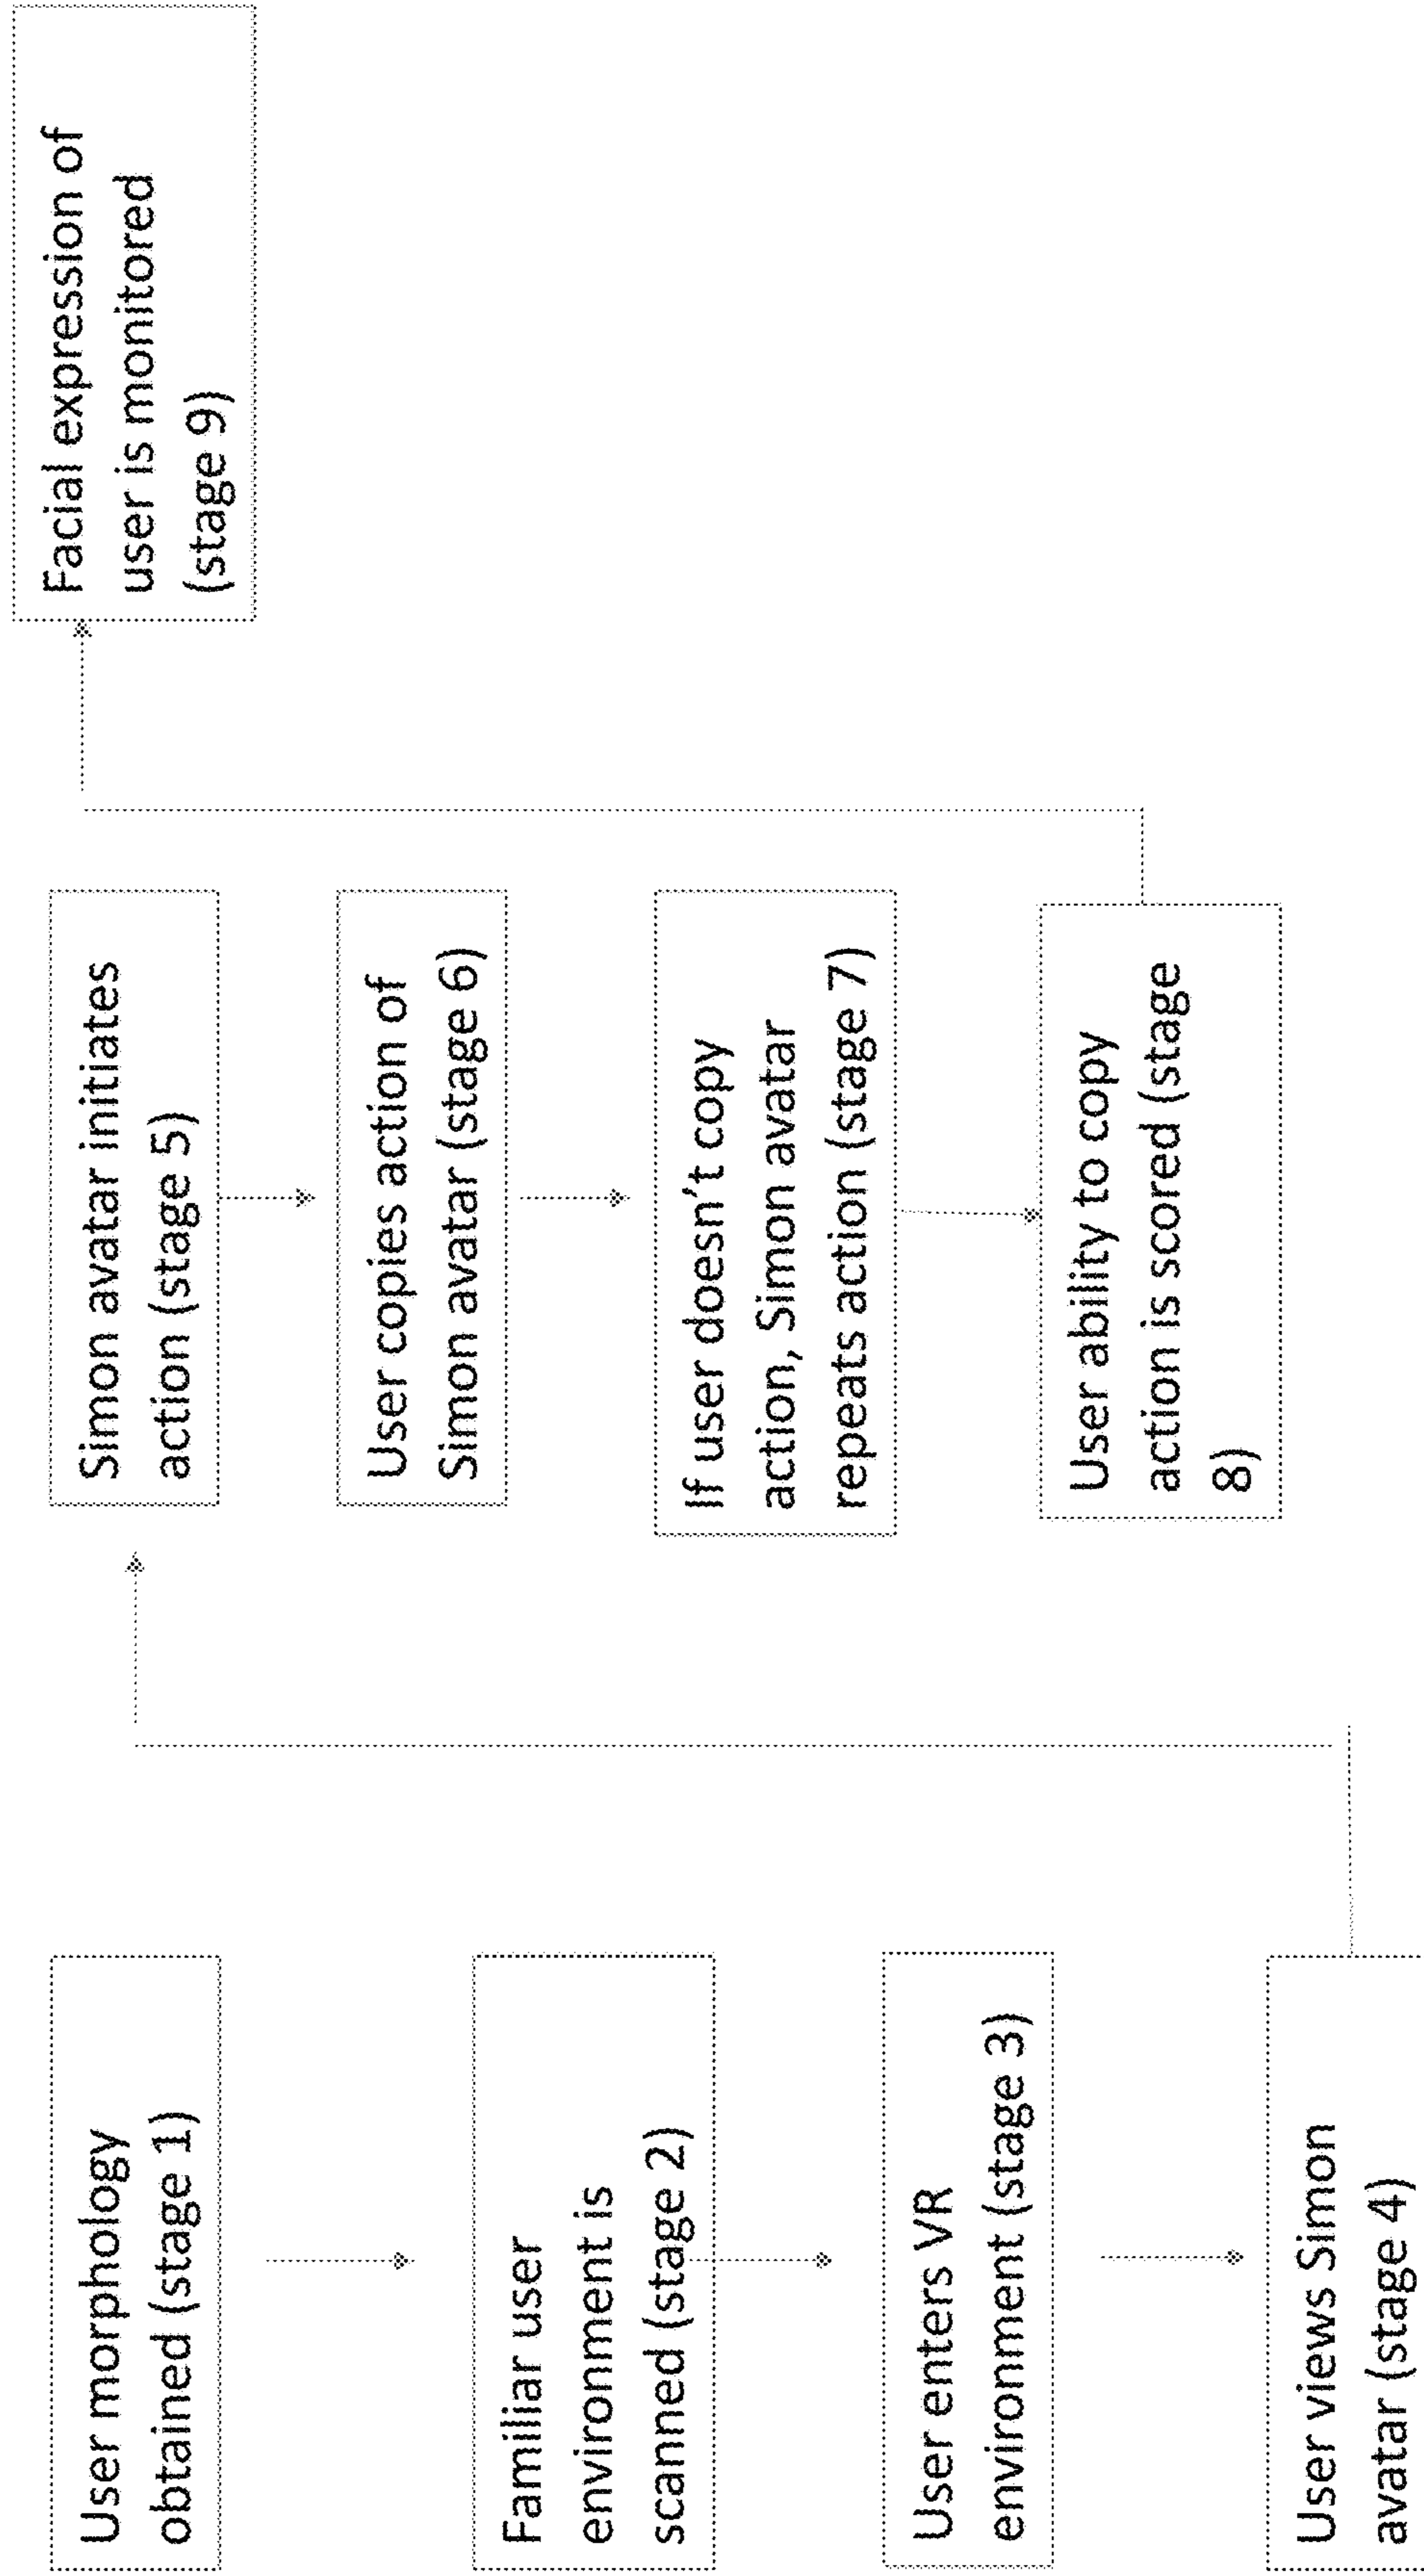 User morphology
obtained (stage 1)
Familiar user
environment is
scanned (stage 2)
User enters VR
environment (stage 3)
User views Simon
avatar (stage 4)
Simon avatar initiates
action (stage 5)
User copies action of
Simon avatar (stage 6)
If user doesn't copy
action, Simon avatar
repeats action (stage 7)
User ability to copy
action is scored (stage
8)
Facial expression of
user is monitored
(stage 9)